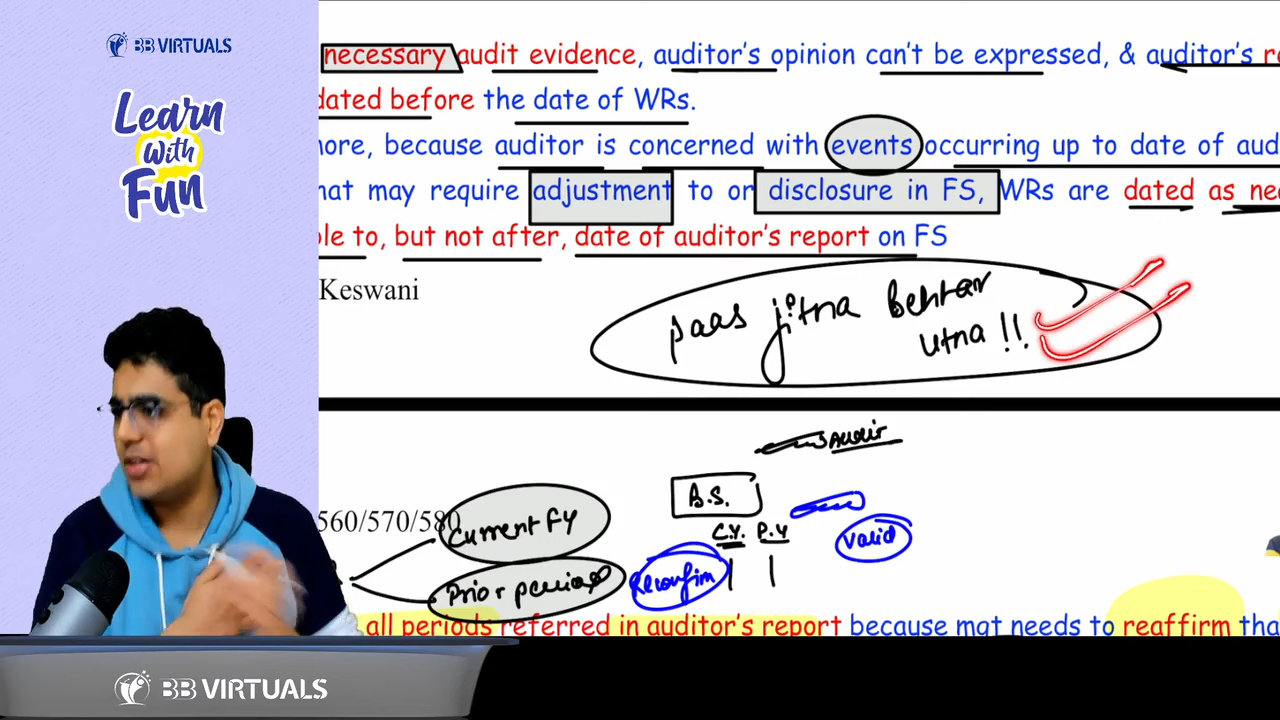 BB VIRTUALS
Learn
With
Fun
necessary audit evidence, auditor's opinion can't be expressed, & auditor's re
dated before the date of WRs.
more, because auditor is concerned with events occurring up to date of aud
hat may require adjustment to or disclosure in FS, WRs are dated as nec
ble to, but not after, date of auditor's report on FS
Keswani
paas jitna Behtar
utna !!
Audit
B.S.
560/570/580
Current FY
C.Y. P.Y
Valid
Prior period
Reconfirm
all periods referred in auditor's report because mgt needs to reaffirm tha
BB VIRTUALS